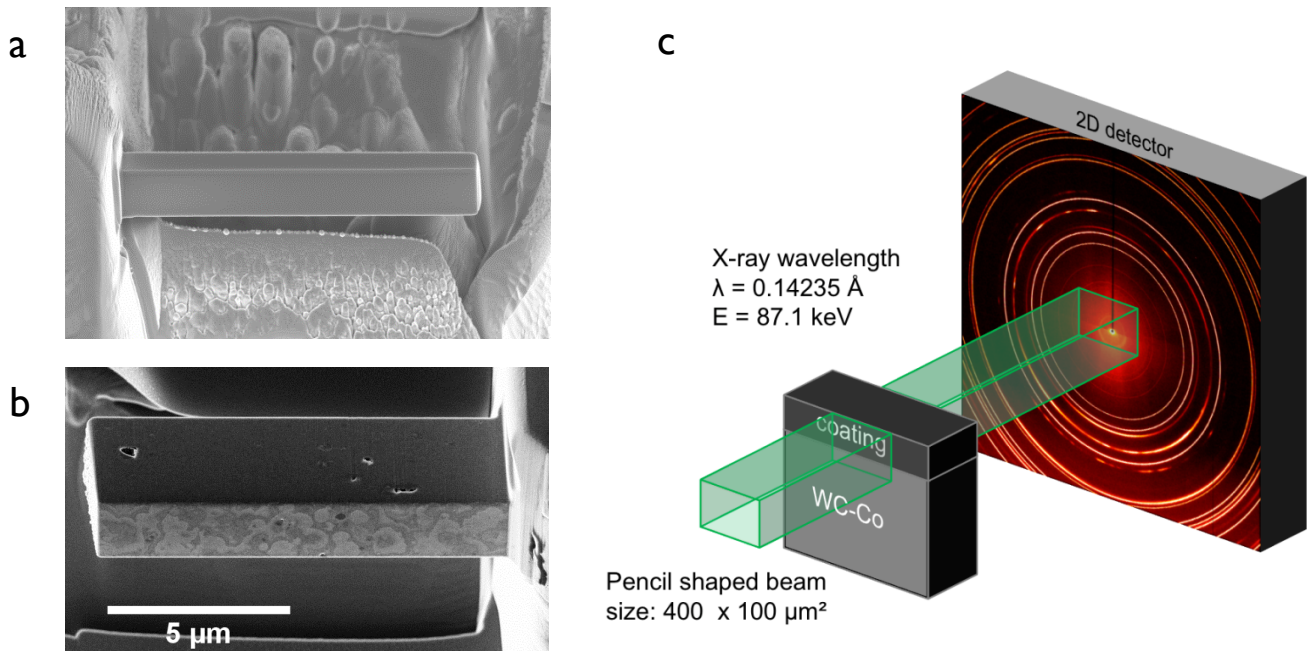 a
b
5 µm
c
2D detector
X-ray wavelength
λ = 0.14235 Å
E = 87.1 keV
coating
WC-Co
Pencil shaped beam
size: 400 x 100 µm²